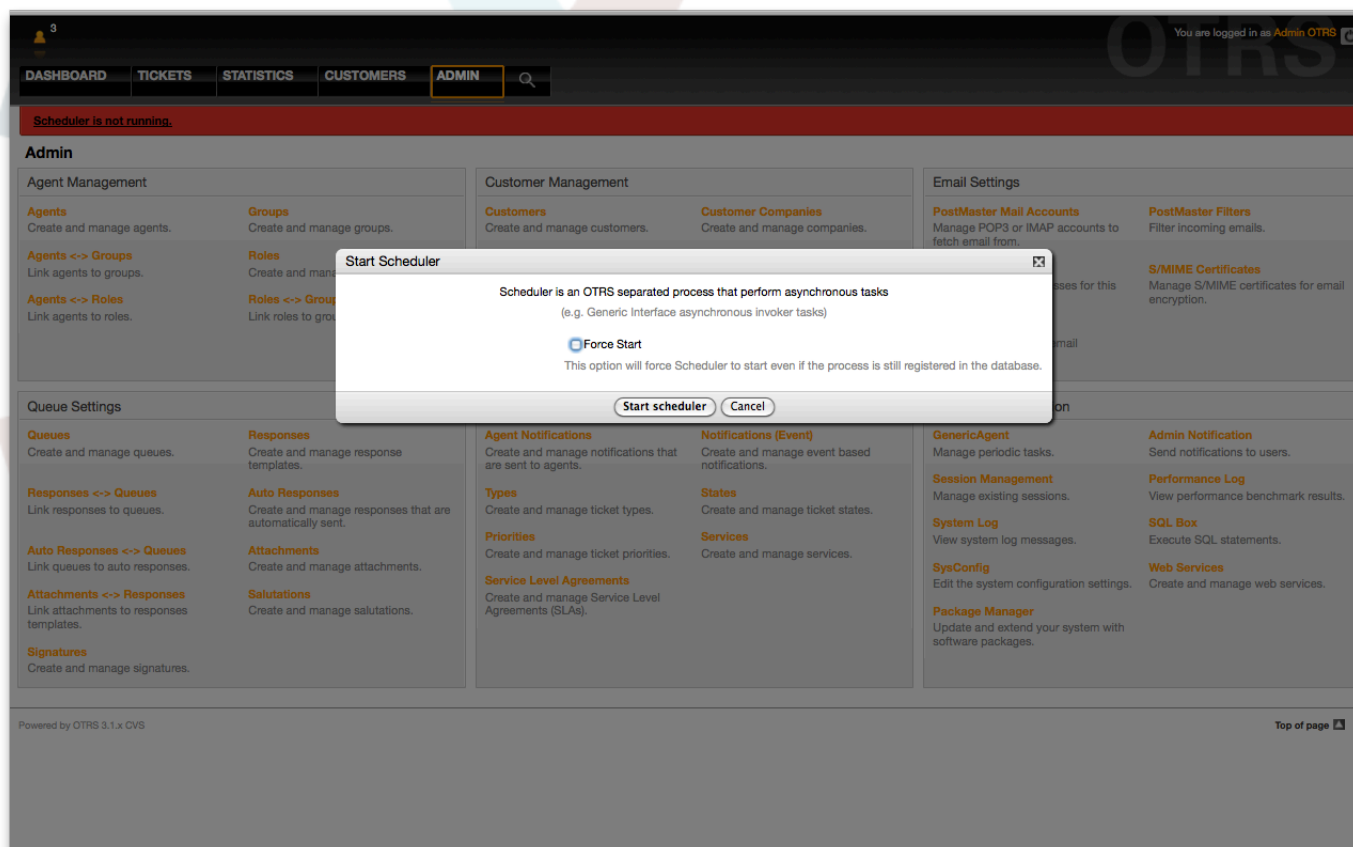 3
You are logged in as Admin OTRS
OTRS
DASHBOARD TICKETS STATISTICS CUSTOMERS ADMIN
Scheduler is not running.
Admin
Agent Management
Agents
Create and manage agents.
Groups
Create and manage groups.
Agents <-> Groups
Link agents to groups.
Roles
Create and mana
Agents <-> Roles
Link agents to roles.
Roles <-> Group
Link roles to grou
Customer Management
Customers
Create and manage customers.
Customer Companies
Create and manage companies.
Email Settings
PostMaster Mail Accounts
Manage POP3 or IMAP accounts to
fetch email from.
PostMaster Filters
Filter incoming emails.
sses for this
S/MIME Certificates
Manage S/MIME certificates for email
encryption.
email
Start Scheduler
Scheduler is an OTRS separated process that perform asynchronous tasks
(e.g. Generic Interface asynchronous invoker tasks)
Force Start
This option will force Scheduler to start even if the process is still registered in the database.
Start scheduler Cancel
Queue Settings
Queues
Create and manage queues.
Responses
Create and manage response
templates.
Responses <-> Queues
Link responses to queues.
Auto Responses
Create and manage responses that are
automatically sent.
Auto Responses <-> Queues
Link queues to auto responses.
Attachments
Create and manage attachments.
Attachments <-> Responses
Link attachments to responses
templates.
Salutations
Create and manage salutations.
Signatures
Create and manage signatures.
Agent Notifications
Create and manage notifications that
are sent to agents.
Notifications (Event)
Create and manage event based
notifications.
Types
Create and manage ticket types.
States
Create and manage ticket states.
Priorities
Create and manage ticket priorities.
Services
Create and manage services.
Service Level Agreements
Create and manage Service Level
Agreements (SLAs).
on
GenericAgent
Manage periodic tasks.
Admin Notification
Send notifications to users.
Session Management
Manage existing sessions.
Performance Log
View performance benchmark results.
System Log
View system log messages.
SQL Box
Execute SQL statements.
SysConfig
Edit the system configuration settings.
Web Services
Create and manage web services.
Package Manager
Update and extend your system with
software packages.
Powered by OTRS 3.1.x CVS
Top of page